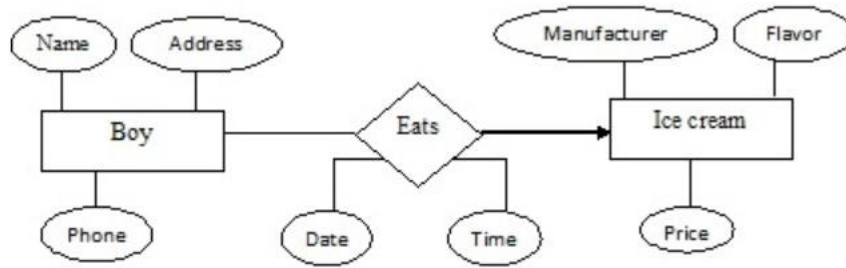 Name
Address
Manufacturer
Flavor
Boy
Eats
Ice cream
Phone
Date
Time
Price